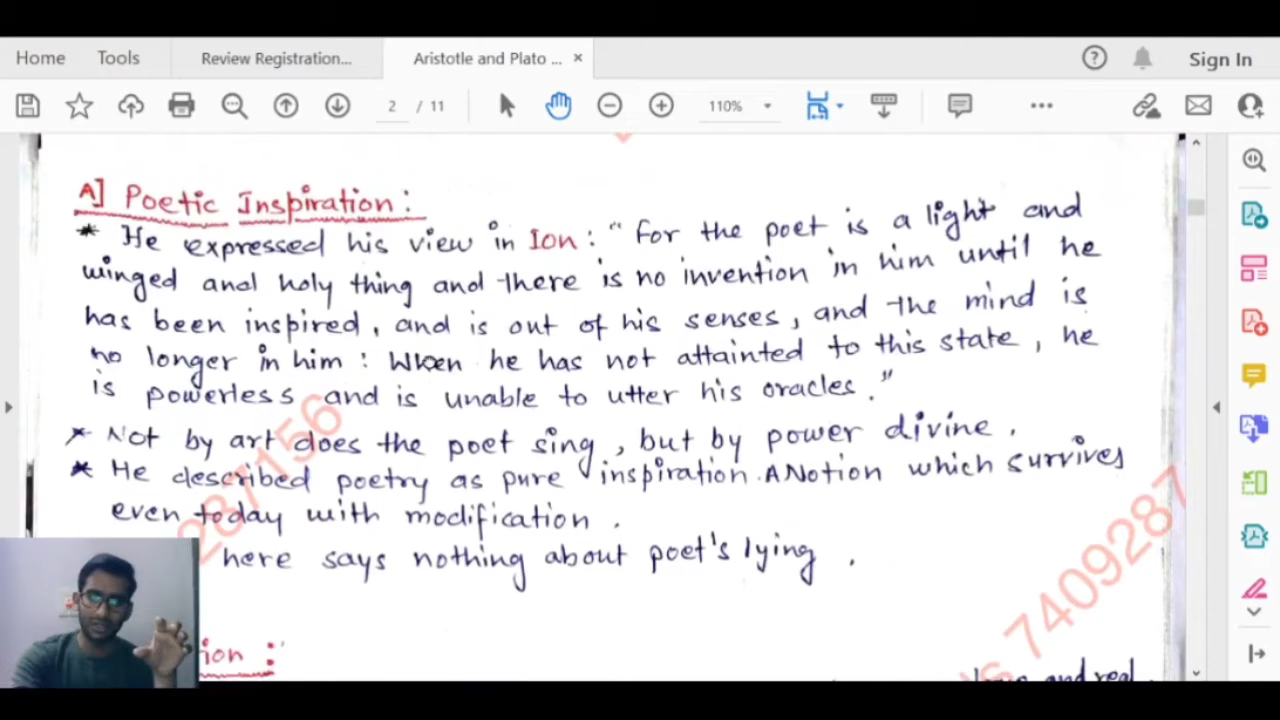 Home Tools Review Registration... Aristotle and Plato ... × Sign In
2 / 11 110%
A] Poetic Inspiration:
* He expressed his view in Ion: "for the poet is a light and
winged and holy thing and there is no invention in him until he
has been inspired, and is out of his senses, and the mind is
no longer in him: When he has not attainted to this state, he
is powerless and is unable to utter his oracles."
* Not by art does the poet sing, but by power divine.
* He described poetry as pure inspiration. A Notion which survives
even today with modification.
here says nothing about poet's lying.
287156
7409287
ion :
and real